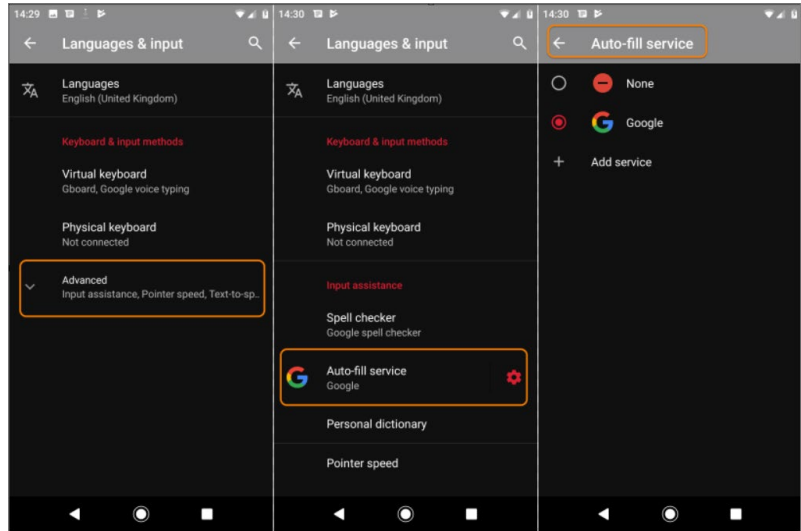 14:29
Languages & input
Languages
English (United Kingdom)
Keyboard & input methods
Virtual keyboard
Gboard, Google voice typing
Physical keyboard
Not connected
Advanced
Input assistance, Pointer speed, Text-to-sp..
14:30
Languages & input
Languages
English (United Kingdom)
Keyboard & input methods
Virtual keyboard
Gboard, Google voice typing
Physical keyboard
Not connected
Input assistance
Spell checker
Google spell checker
Auto-fill service
Google
Personal dictionary
Pointer speed
14:30
Auto-fill service
None
Google
Add service